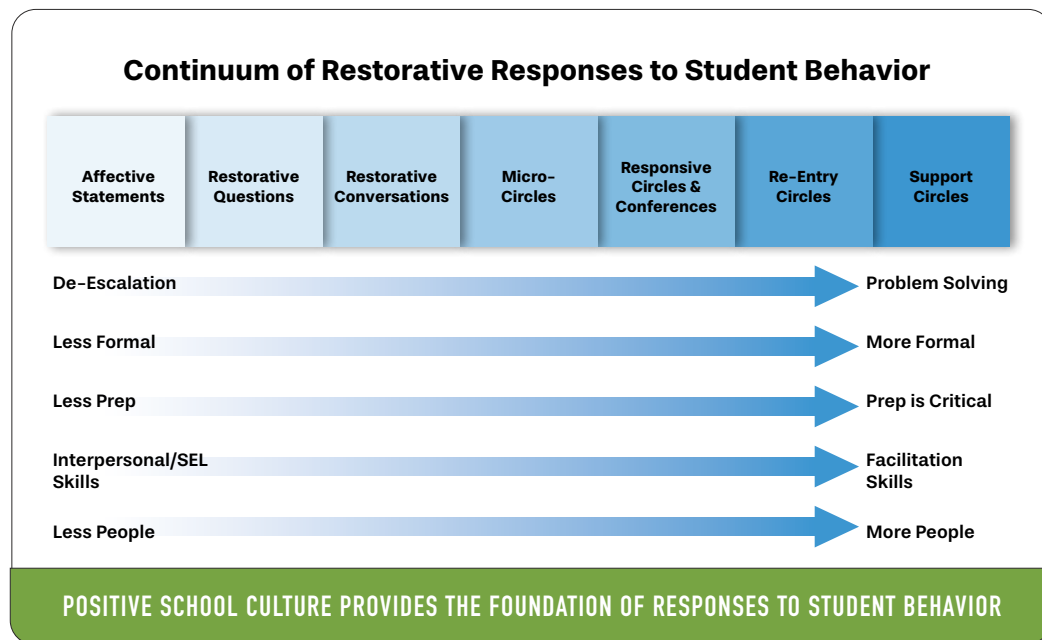 Continuum of Restorative Responses to Student Behavior
Affective
Statements
Restorative
Questions
Restorative
Conversations
Micro-
Circles
Responsive
Circles &
Conferences
Re-Entry
Circles
Support
Circles
De-Escalation
Problem Solving
Less Formal
More Formal
Less Prep
Prep is Critical
Interpersonal/SEL
Skills
Facilitation
Skills
Less People
More People
POSITIVE SCHOOL CULTURE PROVIDES THE FOUNDATION OF RESPONSES TO STUDENT BEHAVIOR